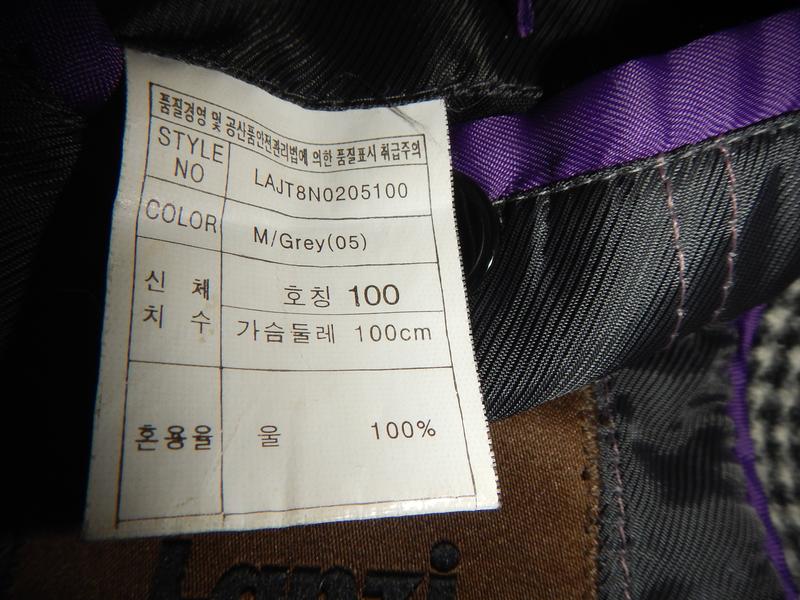 품질경영 및 공산품안전관리법에 의한 품질표시 취급주의
STYLE NO LAJT8N0205100
COLOR M/Grey(05)
신체 치수 호칭 100
가슴둘레 100cm
혼용율 울 100%